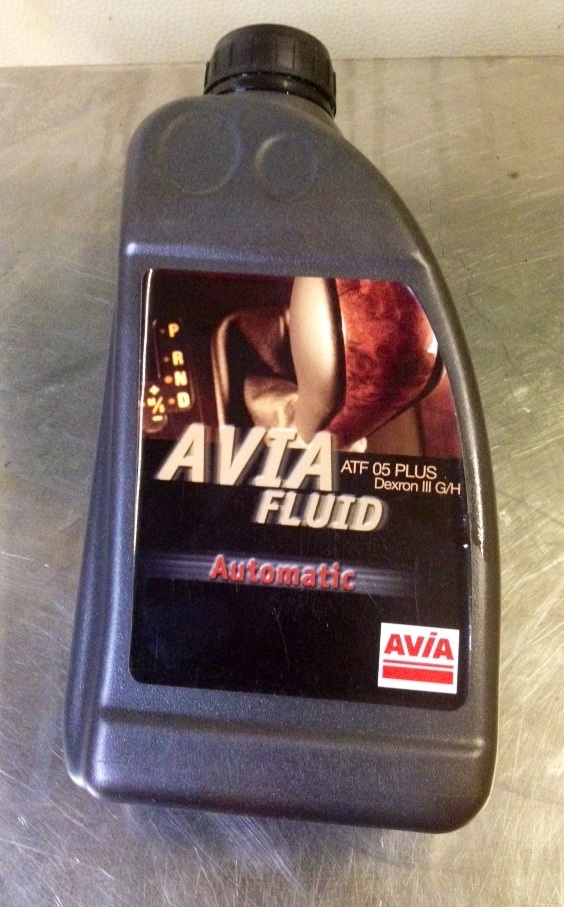 P
R
N
D
+
M/S
-
AVIA
ATF 05 PLUS
Dexron III G/H
FLUID
Automatic
AVIA